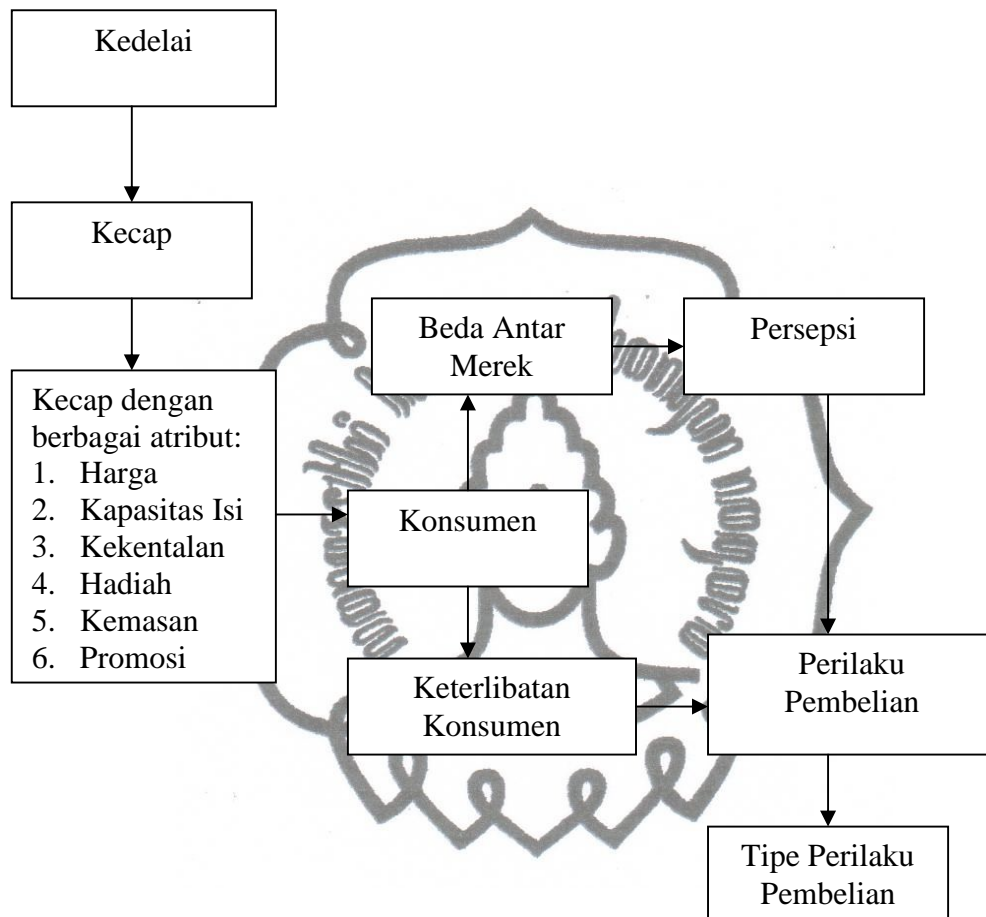 Kedelai
Kecap
Kecap dengan
berbagai atribut:
1. Harga
2. Kapasitas Isi
3. Kekentalan
4. Hadiah
5. Kemasan
6. Promosi
Beda Antar
Merek
Persepsi
Konsumen
Keterlibatan
Konsumen
Perilaku
Pembelian
Tipe Perilaku
Pembelian